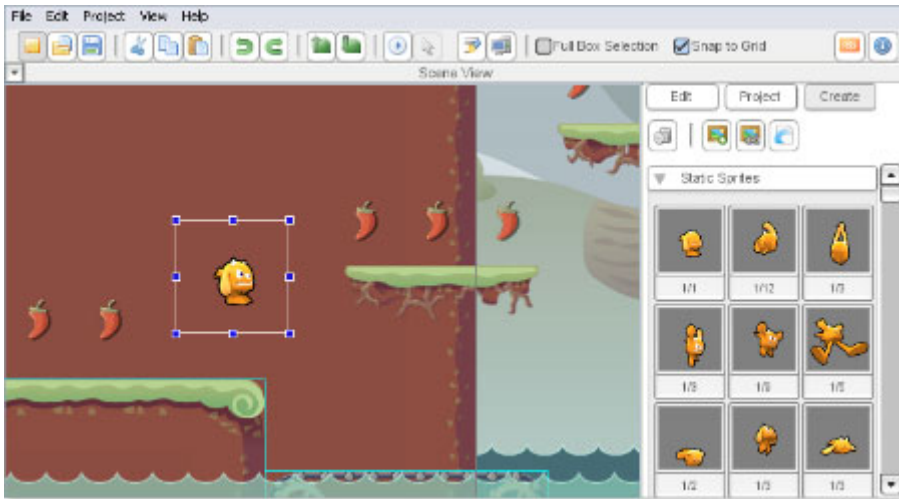 File Edit Project View Help
Full Box Selection Snap to Grid
Scene View
Edit Project Create
Static Sprites
1/1 1/12 1/3
1/3 1/8 1/5
1/2 1/3 1/3